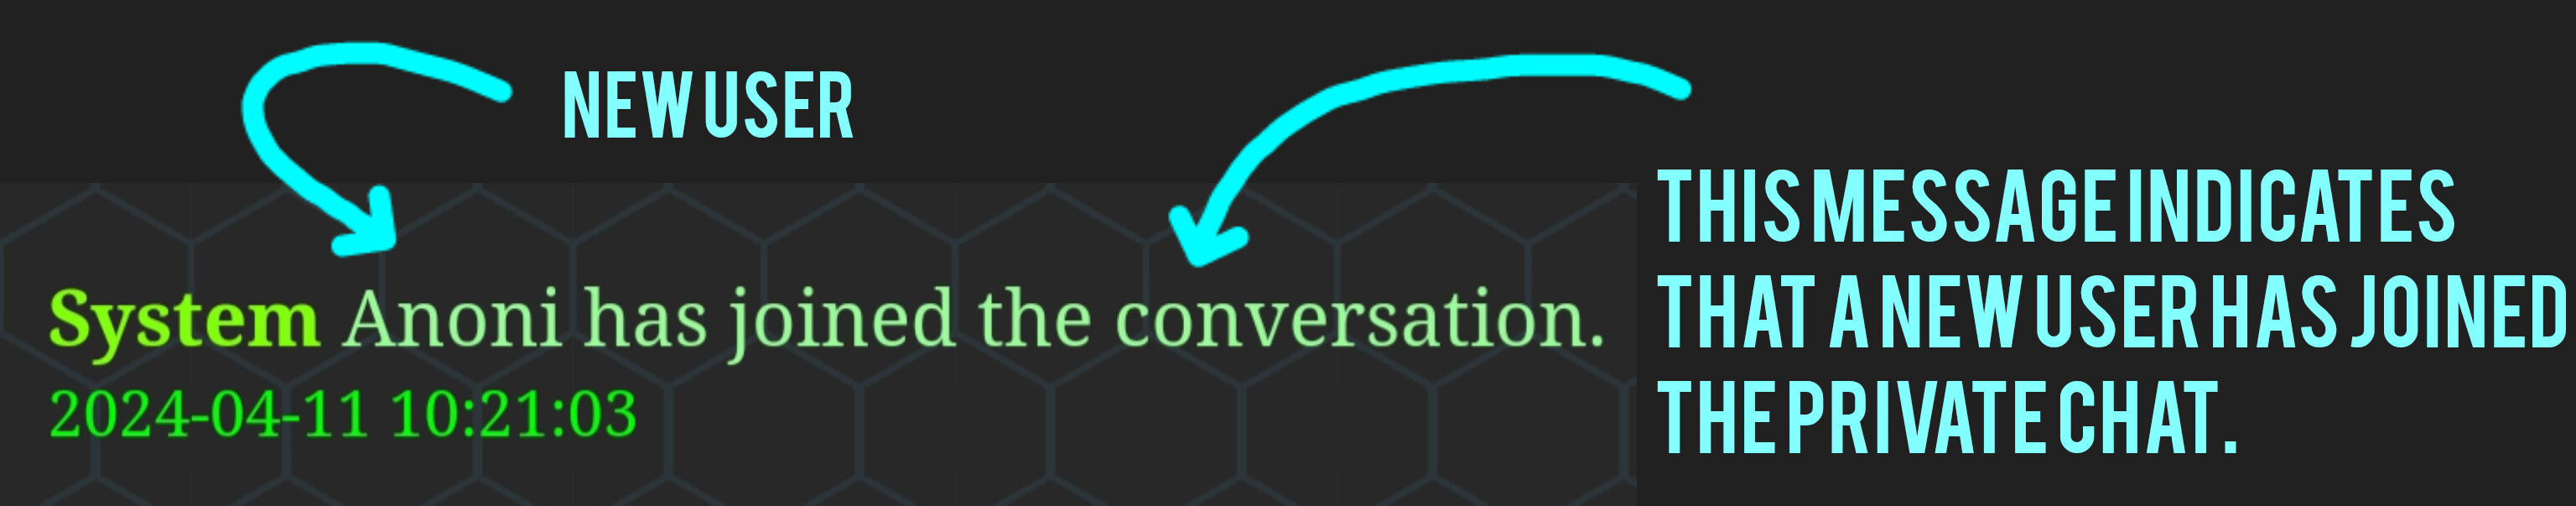 NEW USER
THIS MESSAGE INDICATES
THAT A NEW USER HAS JOINED
THE PRIVATE CHAT.
System Anoni has joined the conversation.
2024-04-11 10:21:03